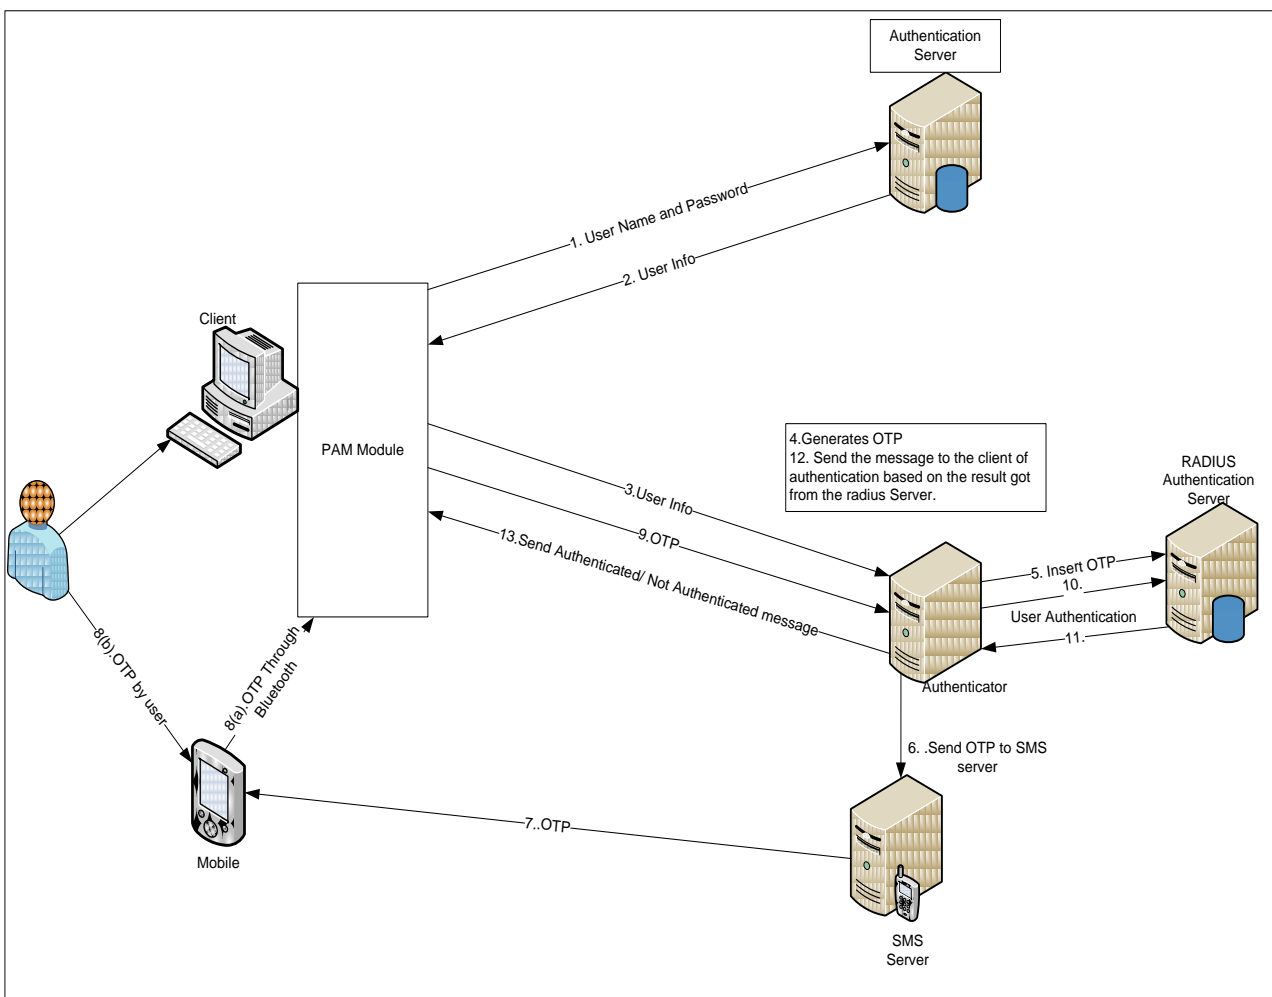 Authentication
Server
1. User Name and Password
2. User Info
Client
PAM Module
4.Generates OTP
12. Send the message to the client of
authentication based on the result got
from the radius Server.
RADIUS
Authentication
Server
3.User Info
9.OTP
13.Send Authenticated/ Not Authenticated message
5. Insert OTP
10.
User Authentication
11.
Authenticator
8(b).OTP by user
8(a). OTP Through
Bluetooth
6. .Send OTP to SMS
server
7..OTP
Mobile
SMS
Server